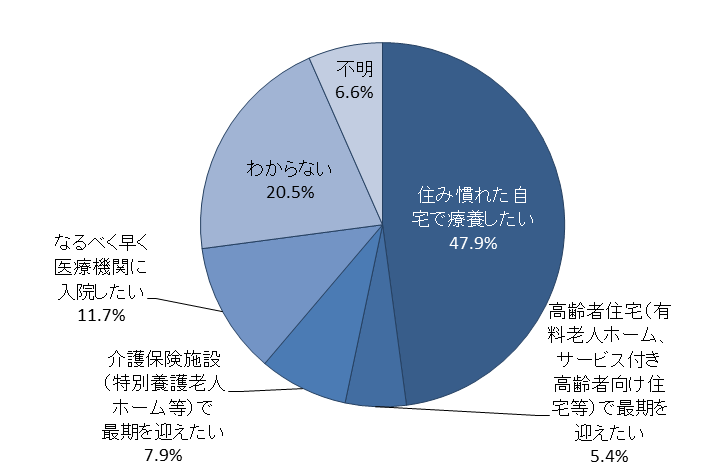 住み慣れた自
宅で療養したい
47.9%
高齢者住宅(有
料老人ホーム、
サービス付き
高齢者向け住
宅等)で最期を
迎えたい
5.4%
介護保険施設
(特別養護老人
ホーム等)で
最期を迎えたい
7.9%
なるべく早く
医療機関に
入院したい
11.7%
わからない
20.5%
不明
6.6%